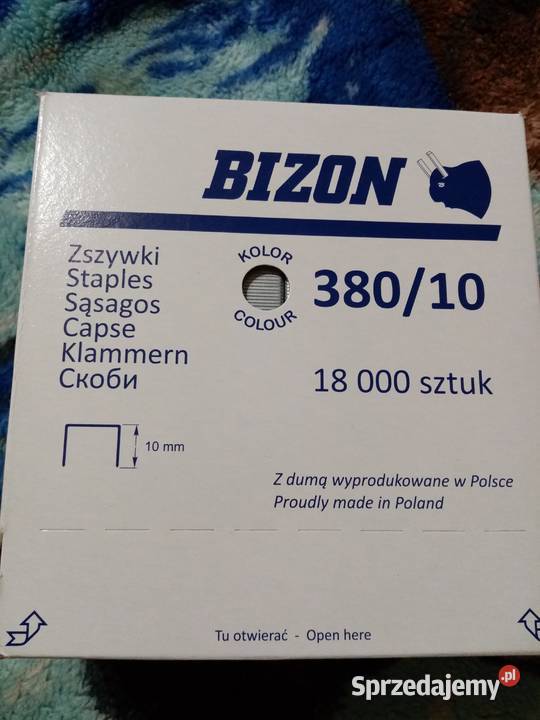 BIZON
Zszywki
Staples
Sąsagos
Capse
Klammern
Скоби
KOLOR
COLOUR
380/10
18 000 sztuk
10 mm
Z dumą wyprodukowane w Polsce
Proudly made in Poland
Tu otwierać - Open here
Sprzedajemy.pl